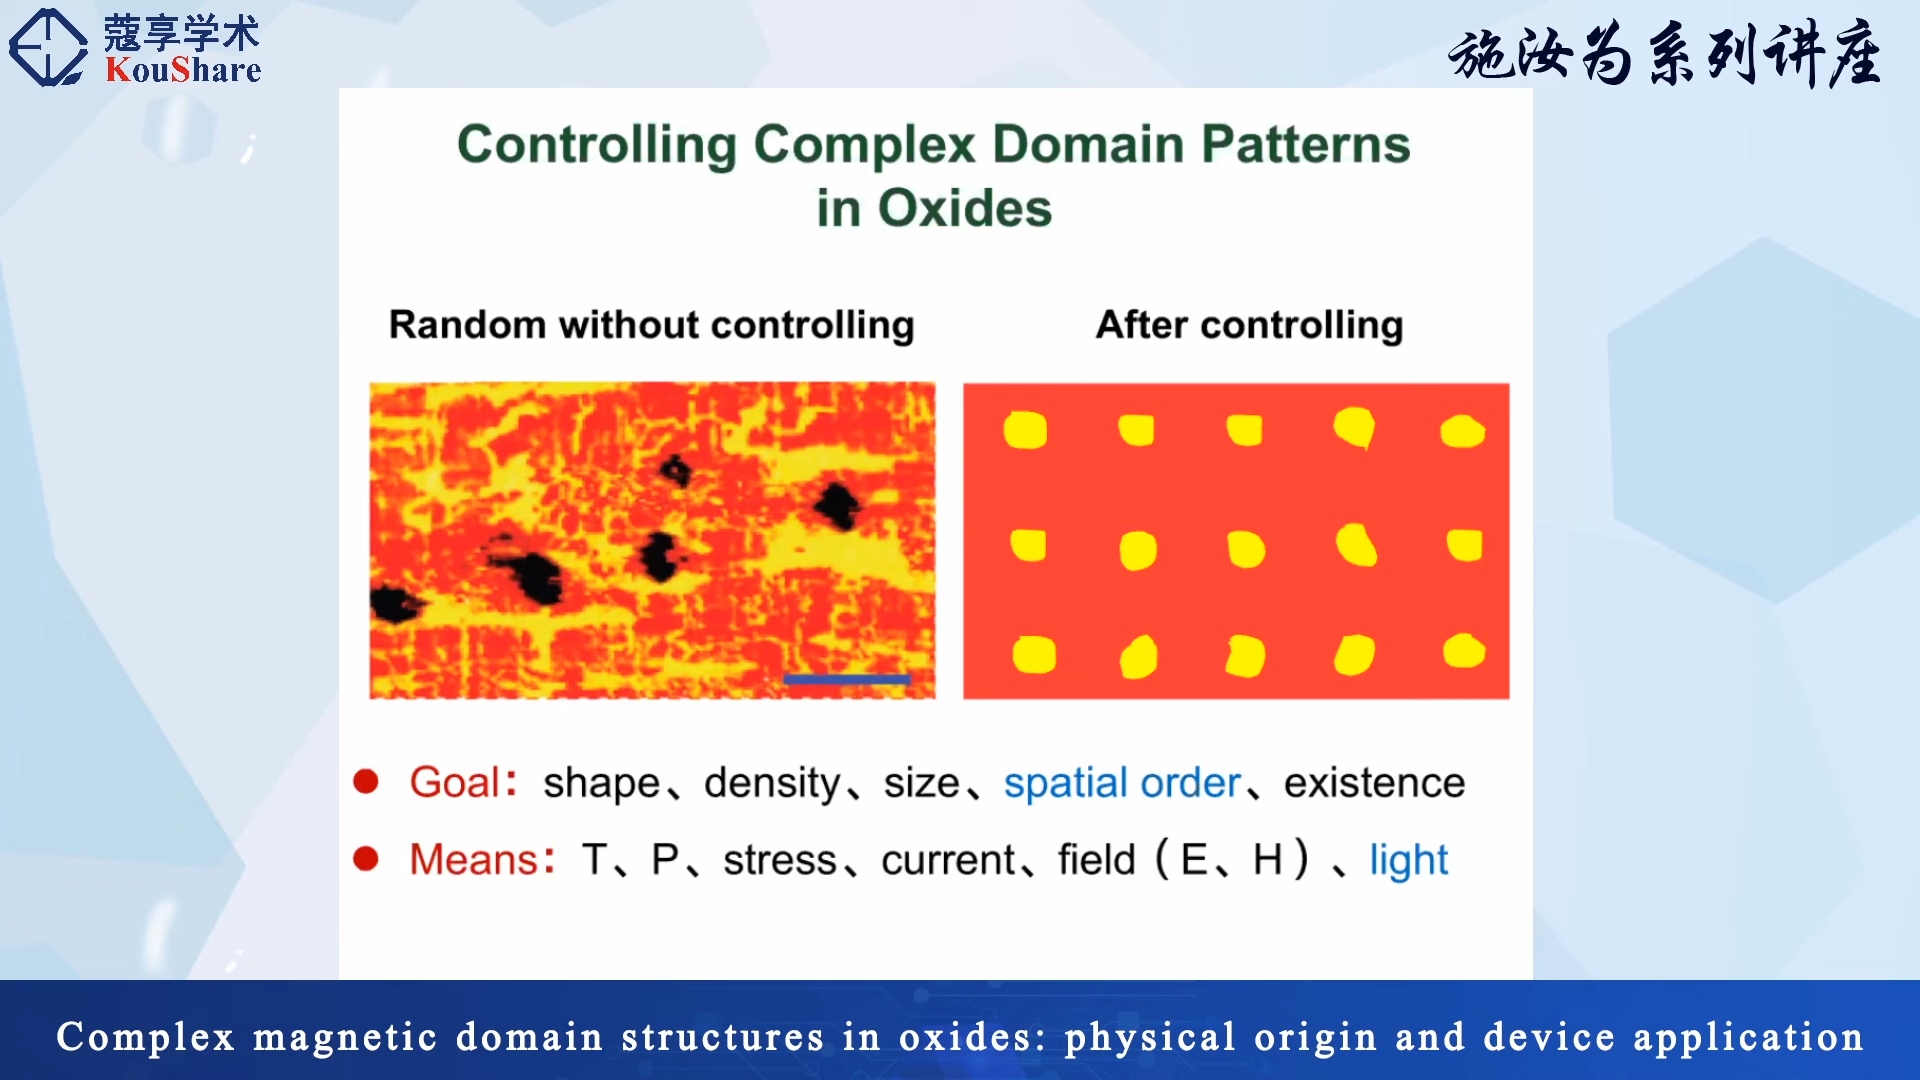 蔻享学术
KouShare
施汝为系列讲座
Controlling Complex Domain Patterns
in Oxides
Random without controlling
After controlling
Goal：shape、density、size、spatial order、existence
Means：T、P、stress、current、field（E、H）、light
Complex magnetic domain structures in oxides: physical origin and device application